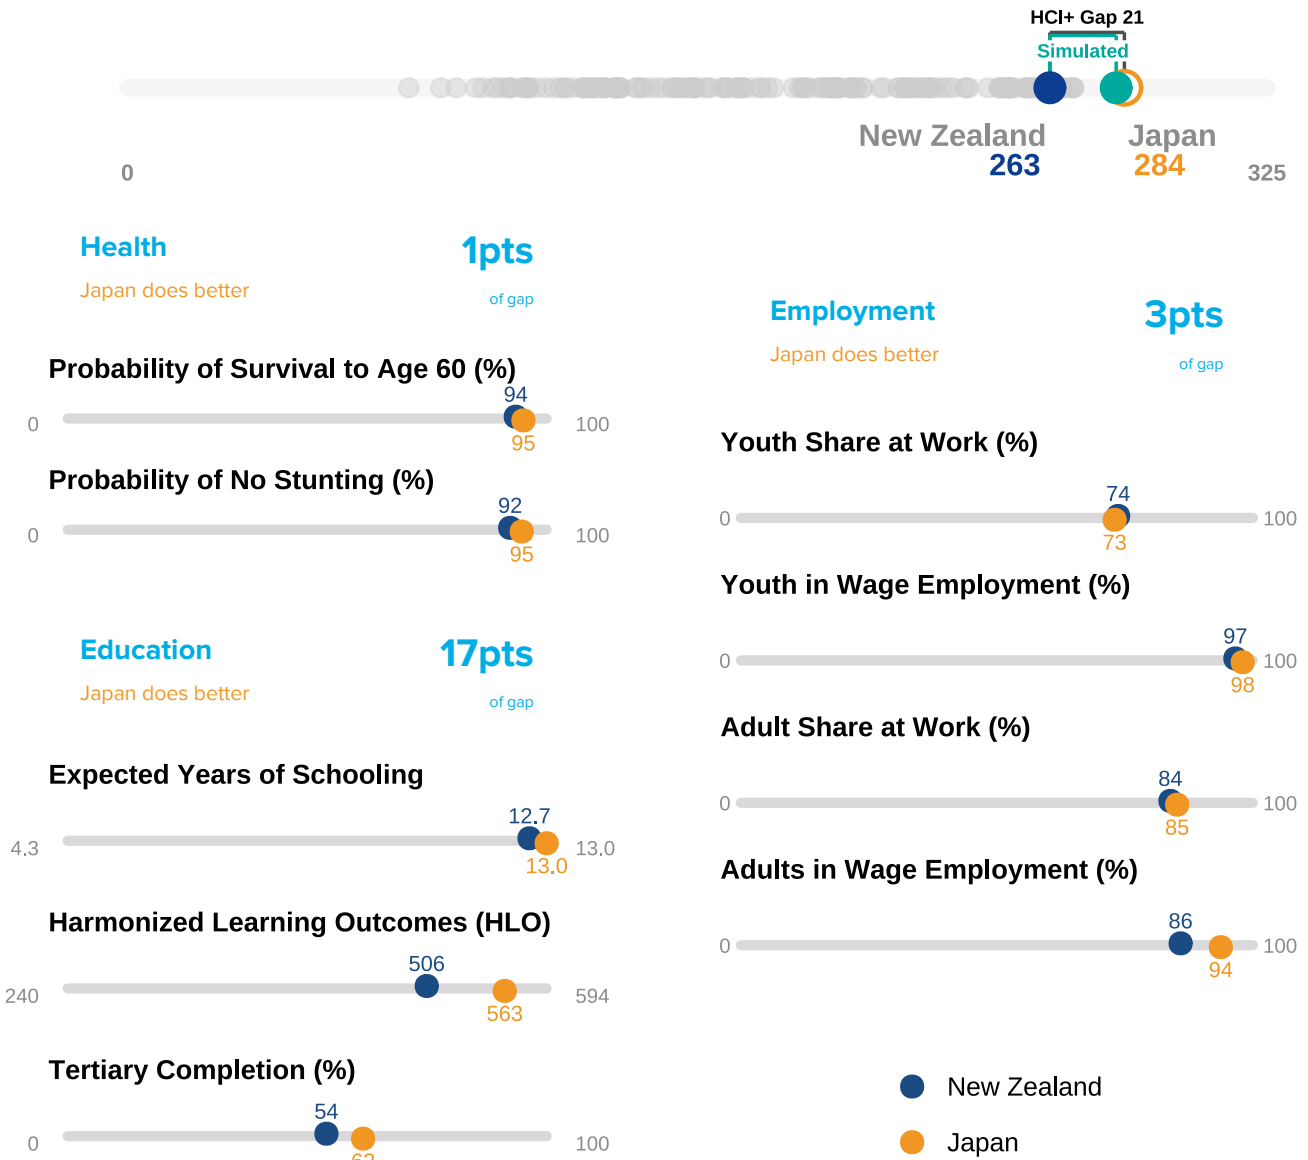 HCI+ Gap 21
Simulated
New Zealand
263
Japan
284
0
325
Health
1pts
Japan does better
of gap
Probability of Survival to Age 60 (%)
94
0
100
95
Probability of No Stunting (%)
92
0
100
95
Education
17pts
Japan does better
of gap
Expected Years of Schooling
12.7
4.3
13.0
13.0
Harmonized Learning Outcomes (HLO)
506
240
594
563
Tertiary Completion (%)
54
0
100
Employment
3pts
Japan does better
of gap
Youth Share at Work (%)
74
0
100
73
Youth in Wage Employment (%)
97
0
100
98
Adult Share at Work (%)
84
0
100
85
Adults in Wage Employment (%)
86
0
100
94
New Zealand
Japan